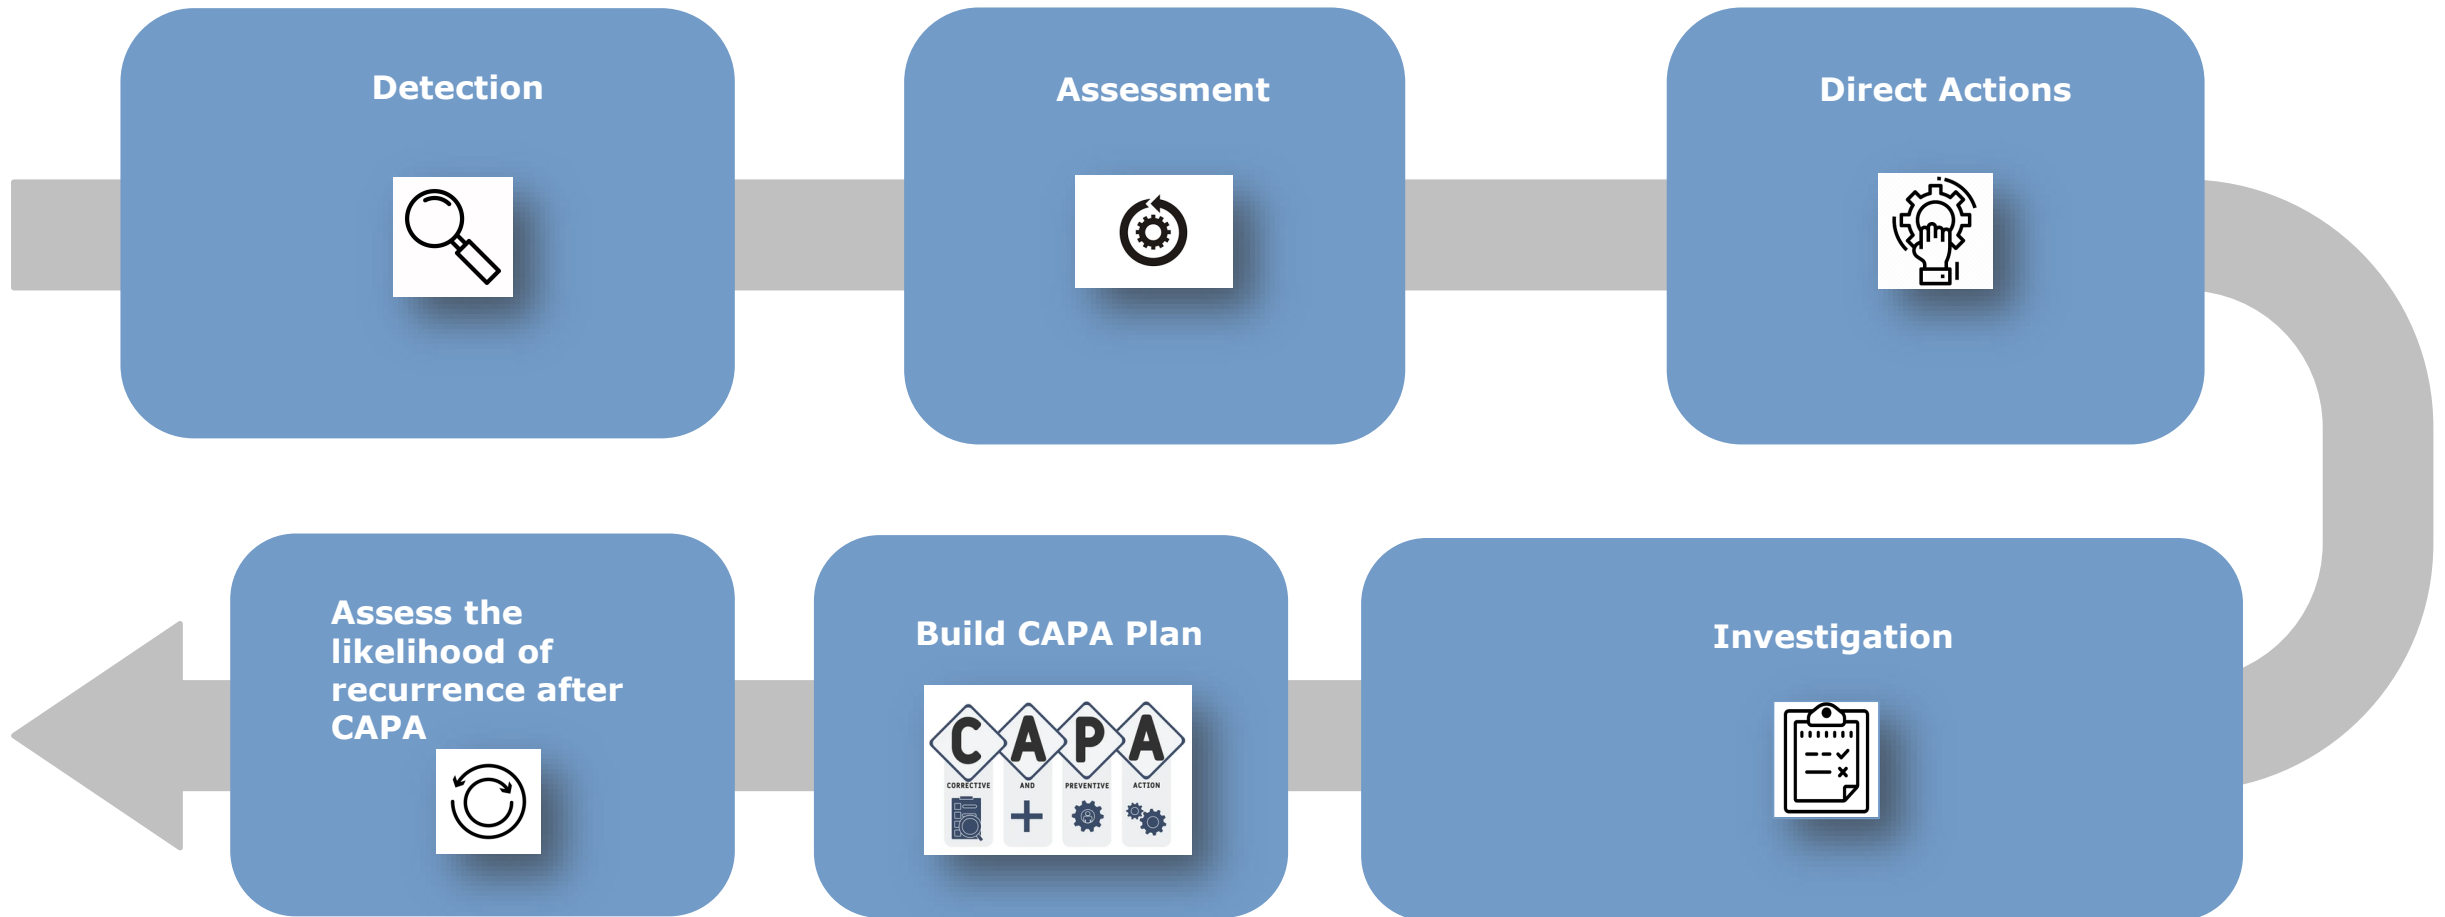 Detection
Assessment
Direct Actions
Investigation
Build CAPA Plan
C A P A
CORRECTIVE AND PREVENTIVE ACTION
Assess the
likelihood of
recurrence after
CAPA